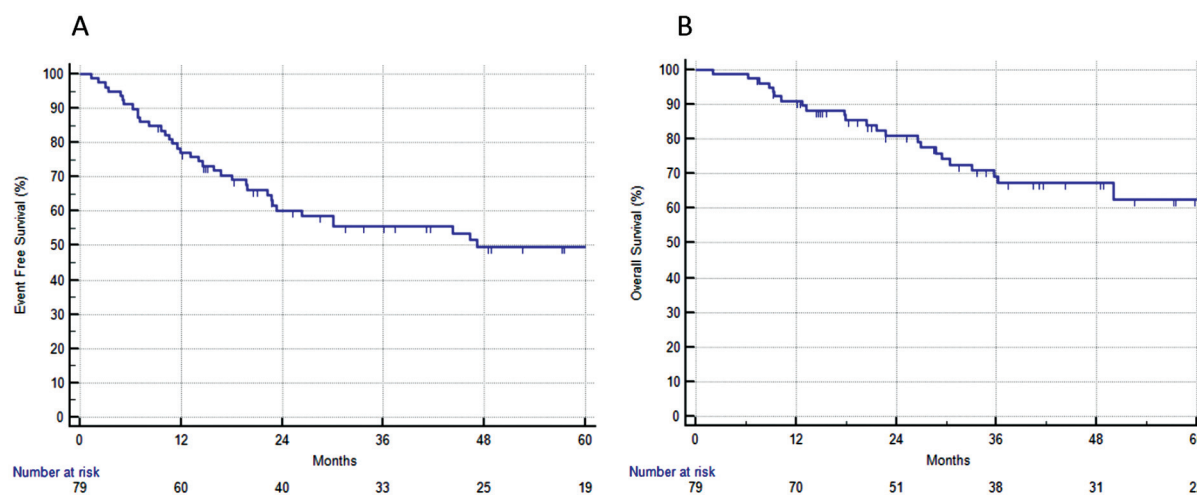 A
Event Free Survival (%)
100
90
80
70
60
50
40
30
20
10
0
0 12 24 36 48 60
Months
Number at risk
79 60 40 33 25 19
B
Overall Survival (%)
100
90
80
70
60
50
40
30
20
10
0
0 12 24 36 48 6
Months
Number at risk
79 70 51 38 31 2